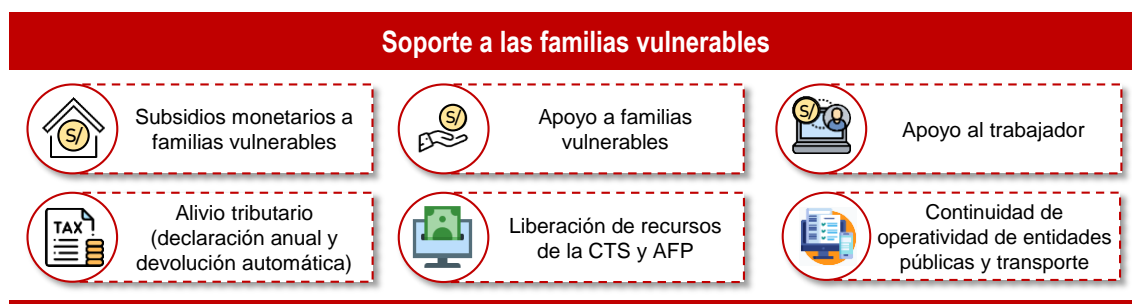 Soporte a las familias vulnerables
S/
Subsidios monetarios a
familias vulnerables
S/
Apoyo a familias
vulnerables
S/
Apoyo al trabajador
TAX
Alivio tributario
(declaración anual y
devolución automática)
Liberación de recursos
de la CTS y AFP
Continuidad de
operatividad de entidades
públicas y transporte